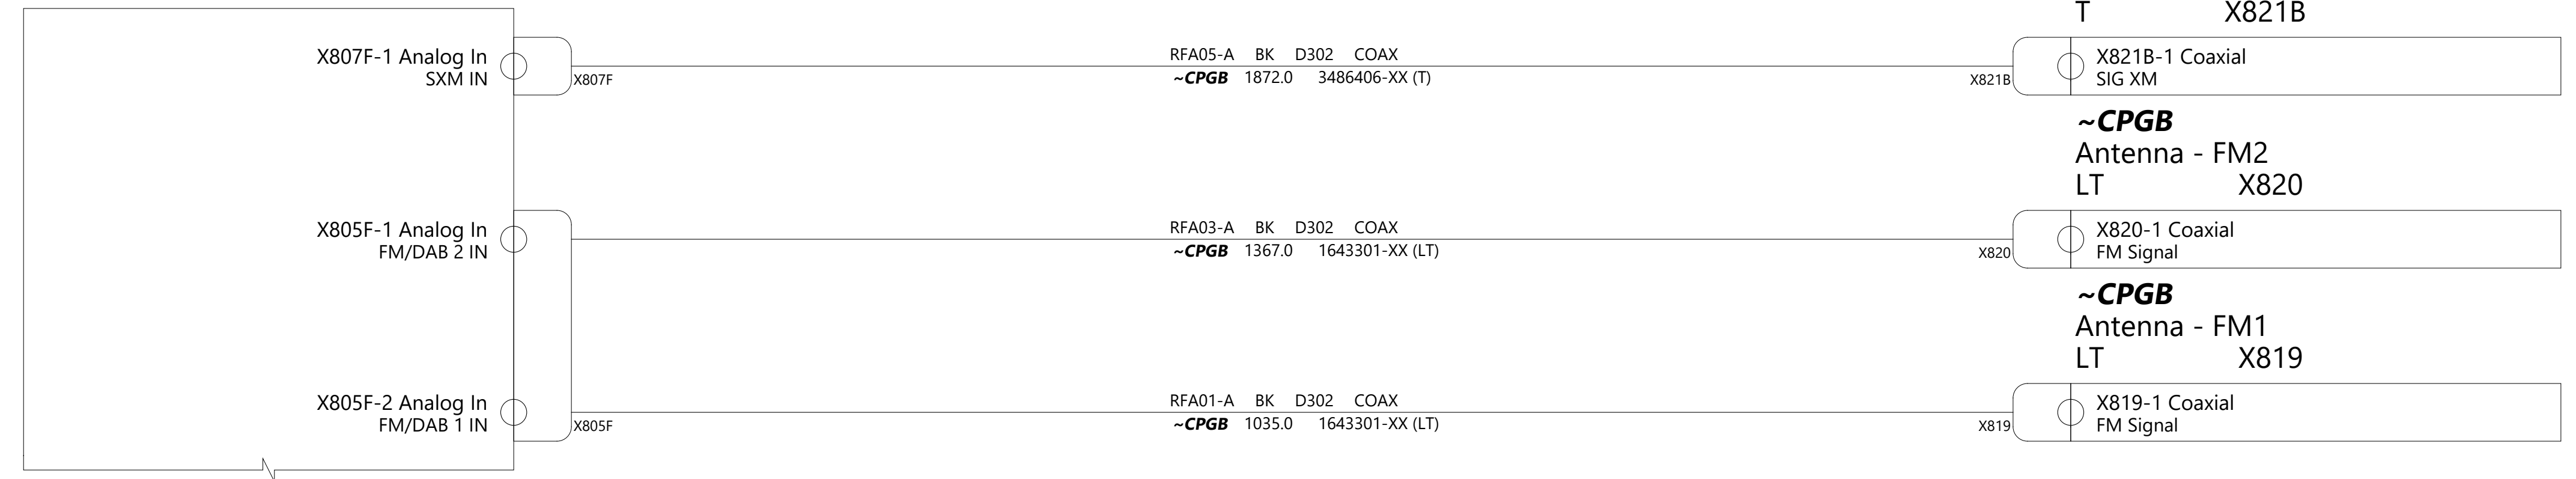 T X821B
X807F-1 Analog In
SXM IN
X807F
RFA05-A BK D302 COAX
~CPGB 1872.0 3486406-XX (T)
X821B
X821B-1 Coaxial
SIG XM
~CPGB
Antenna - FM2
LT X820
X805F-1 Analog In
FM/DAB 2 IN
RFA03-A BK D302 COAX
~CPGB 1367.0 1643301-XX (LT)
X820
X820-1 Coaxial
FM Signal
~CPGB
Antenna - FM1
LT X819
X805F-2 Analog In
FM/DAB 1 IN
X805F
RFA01-A BK D302 COAX
~CPGB 1035.0 1643301-XX (LT)
X819
X819-1 Coaxial
FM Signal